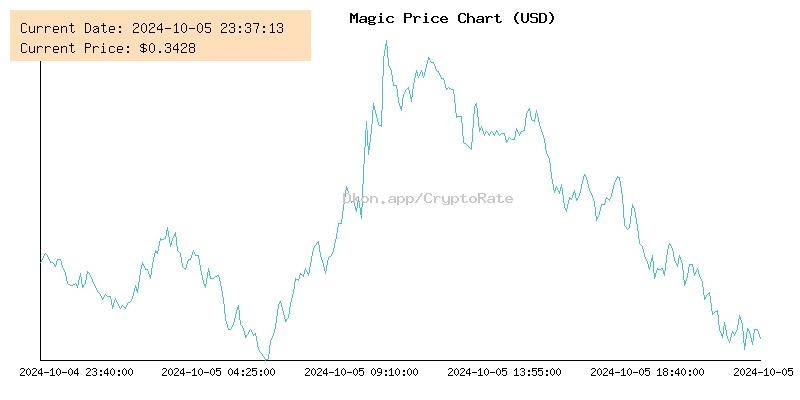 Magic Price Chart (USD)
Current Date: 2024-10-05 23:37:13
Current Price: $0.3428
Dkon.app/CryptoRate
2024-10-04 23:40:00 2024-10-05 04:25:00 2024-10-05 09:10:00 2024-10-05 13:55:00 2024-10-05 18:40:00 2024-10-05